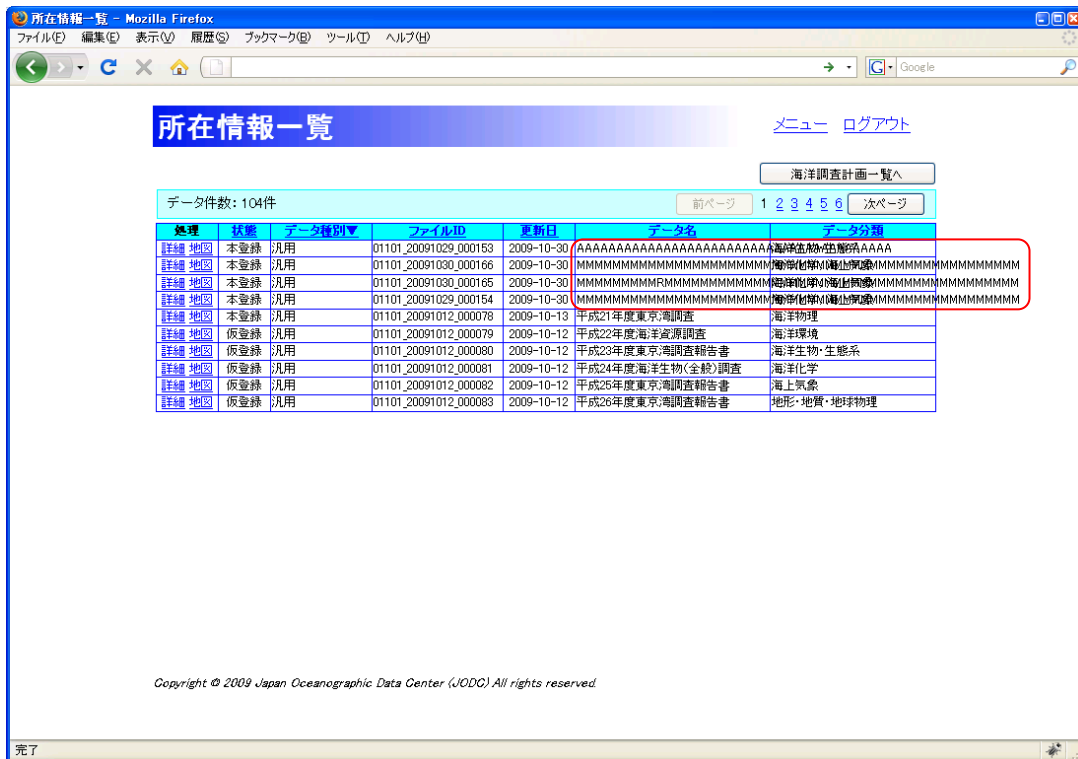 所在情報一覧 - Mozilla Firefox
ファイル(F) 編集(E) 表示(V) 履歴(S) ブックマーク(B) ツール(T) ヘルプ(H)
Google
所在情報一覧 メニュー ログアウト
海洋調査計画一覧へ
データ件数: 104件 前ページ 1 2 3 4 5 6 次ページ
処理 状態 データ種別▼ ファイルID 更新日 データ名 データ分類
詳細 地図 本登録 汎用 01101_20091029_000153 2009-10-30 海洋生物・生態系
詳細 地図 本登録 汎用 01101_20091030_000166 2009-10-30
詳細 地図 本登録 汎用 01101_20091030_000165 2009-10-30
詳細 地図 本登録 汎用 01101_20091029_000154 2009-10-30
詳細 地図 本登録 汎用 01101_20091012_000078 2009-10-13 平成21年度東京湾調査 海洋物理
詳細 地図 仮登録 汎用 01101_20091012_000079 2009-10-12 平成22年度海洋資源調査 海洋環境
詳細 地図 仮登録 汎用 01101_20091012_000080 2009-10-12 平成23年度東京湾調査報告書 海洋生物・生態系
詳細 地図 仮登録 汎用 01101_20091012_000081 2009-10-12 平成24年度海洋生物(全般)調査 海洋化学
詳細 地図 仮登録 汎用 01101_20091012_000082 2009-10-12 平成25年度東京湾調査報告書 海上気象
詳細 地図 仮登録 汎用 01101_20091012_000083 2009-10-12 平成26年度東京湾調査報告書 地形・地質・地球物理
Copyright © 2009 Japan Oceanographic Data Center (JODC) All rights reserved.
完了